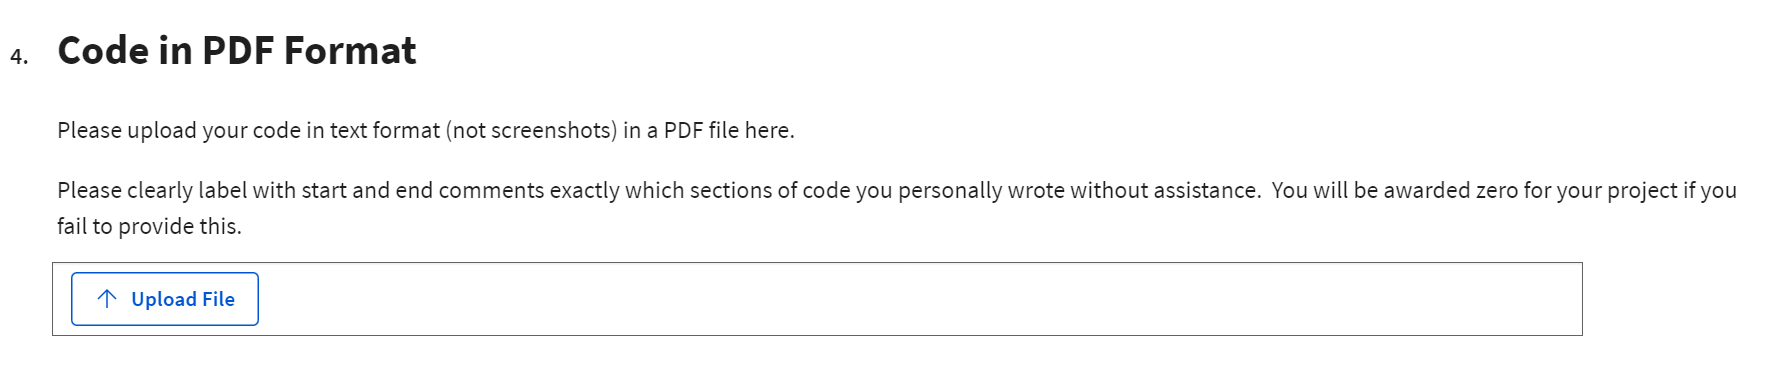 4. Code in PDF Format
Please upload your code in text format (not screenshots) in a PDF file here.
Please clearly label with start and end comments exactly which sections of code you personally wrote without assistance.  You will be awarded zero for your project if you
fail to provide this.
Upload File